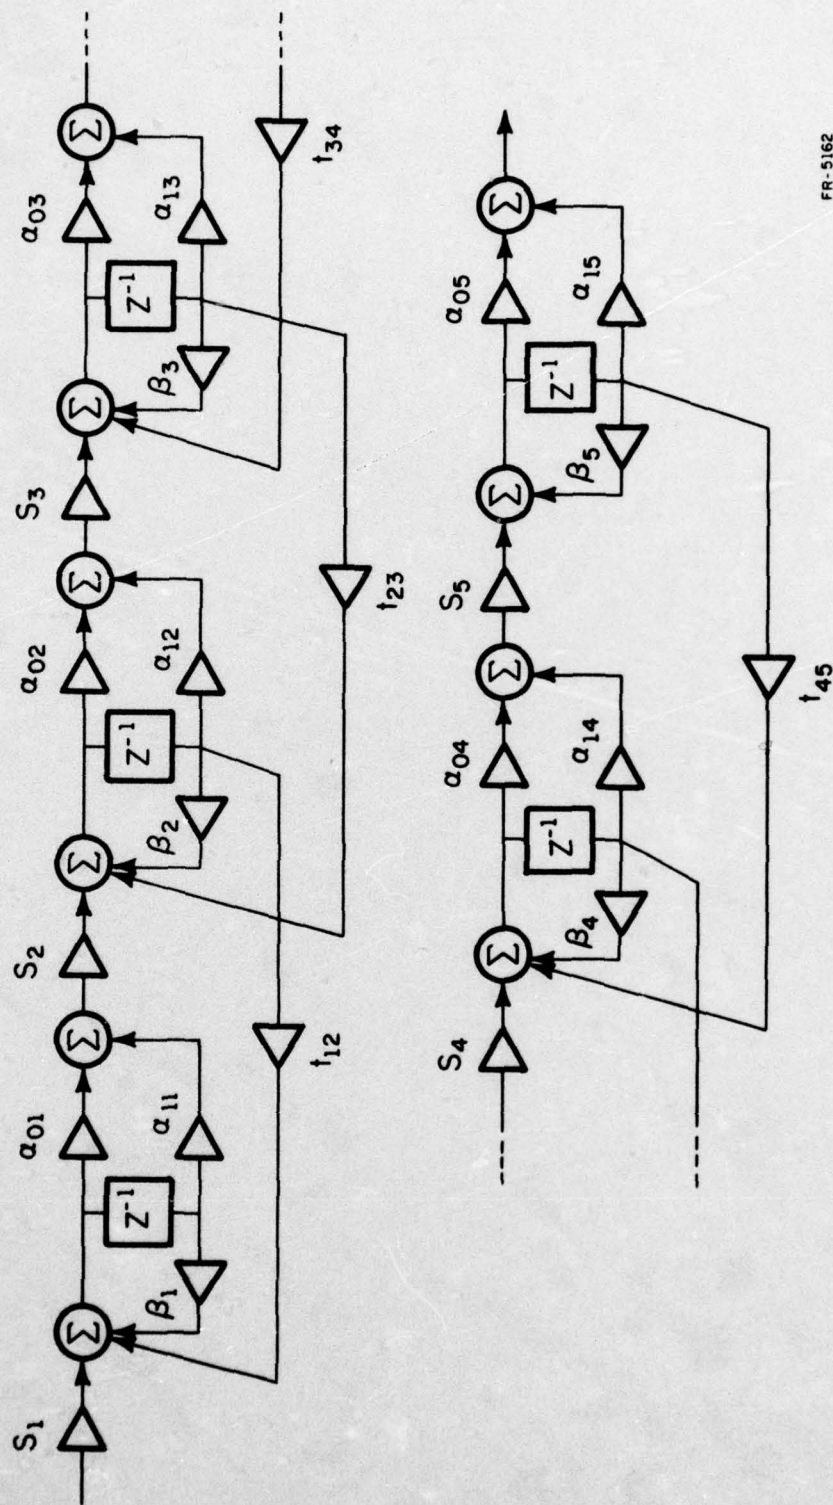 S₁ Σ β₁ Z⁻¹ α₀₁ α₁₁ Σ S₂ Σ β₂ Z⁻¹ α₀₂ α₁₂ Σ S₃ Σ β₃ Z⁻¹ α₀₃ α₁₃ Σ
t₁₂ t₂₃ t₃₄
S₄ Σ β₄ Z⁻¹ α₀₄ α₁₄ Σ S₅ Σ β₅ Z⁻¹ α₀₅ α₁₅ Σ
t₄₅
FR-5162